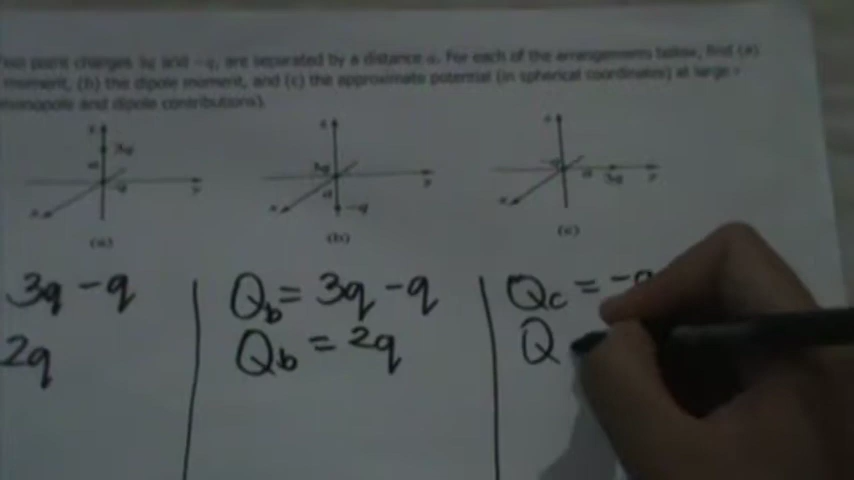 two point charges 3q and -q, are separated by a distance a. For each of the arrangements below, find (a)
moment, (b) the dipole moment, and (c) the approximate potential (in spherical coordinates) at large r
monopole and dipole contributions).
z 3q a -q y x
z 3q a -q y x
z -q a 3q y x
(a) (b) (c)
3q - q Qb = 3q - q Qc = -q
2q Qb = 2q Q